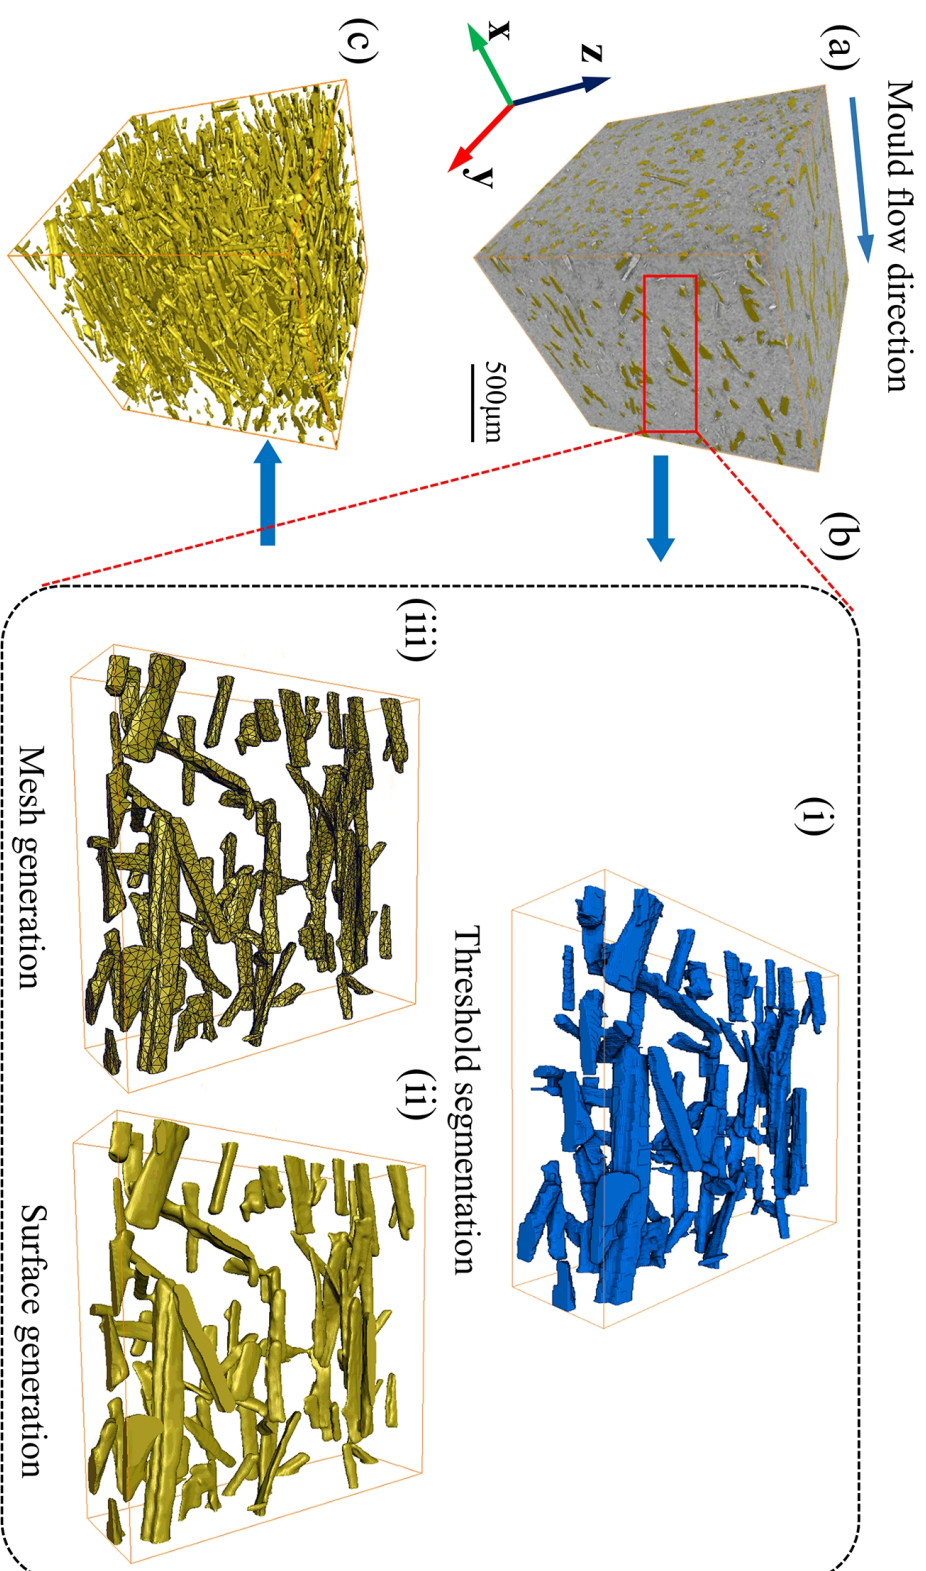 Mould flow direction
(a)
z
x
y
500μm
(b)
(i)
Threshold segmentation
(c)
(iii)
Mesh generation
(ii)
Surface generation